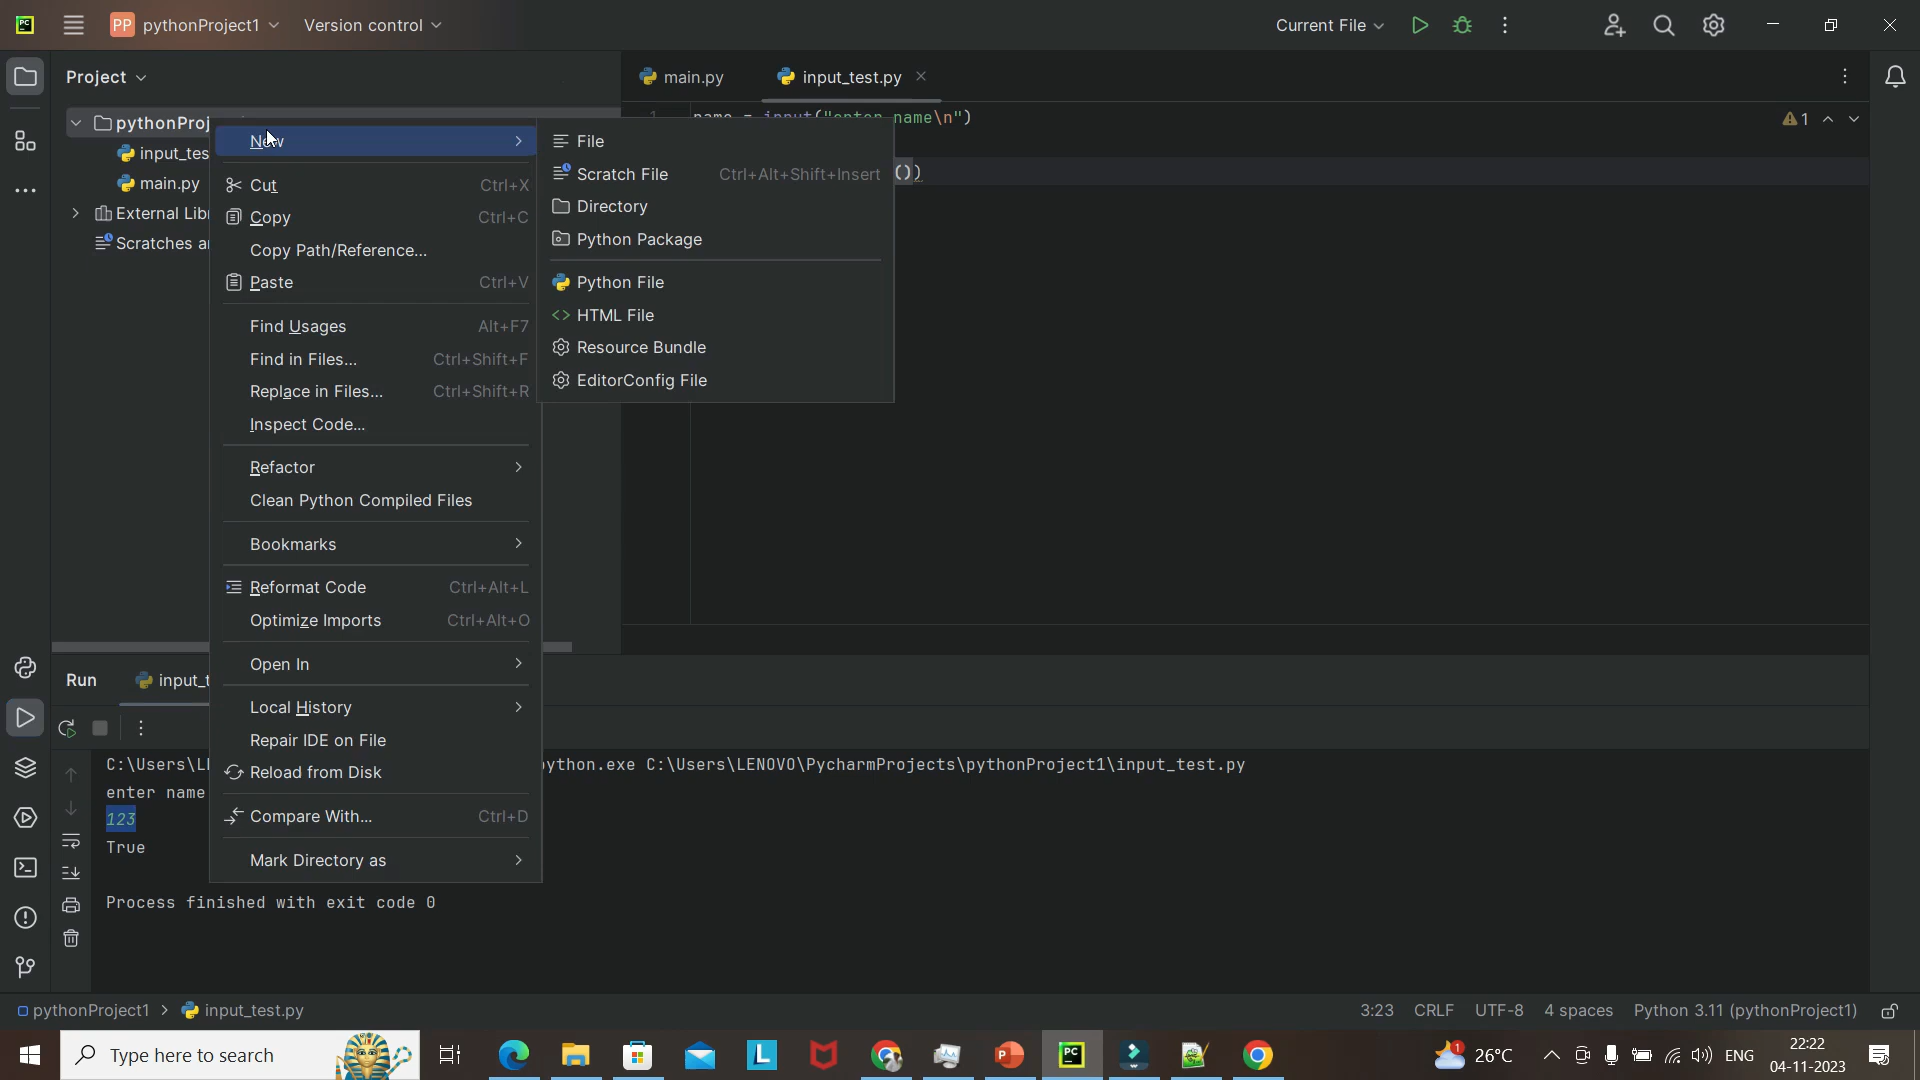 PC PP pythonProject1 Version control Current File
Project
main.py input_test.py
name\n")
1
())
pythonProj
input_tes
main.py
External Lib
Scratches a
New
Cut Ctrl+X
Copy Ctrl+C
Copy Path/Reference...
Paste Ctrl+V
Find Usages Alt+F7
Find in Files... Ctrl+Shift+F
Replace in Files... Ctrl+Shift+R
Inspect Code...
Refactor
Clean Python Compiled Files
Bookmarks
Reformat Code Ctrl+Alt+L
Optimize Imports Ctrl+Alt+O
Open In
Local History
Repair IDE on File
Reload from Disk
Compare With... Ctrl+D
Mark Directory as
File
Scratch File Ctrl+Alt+Shift+Insert
Directory
Python Package
Python File
HTML File
Resource Bundle
EditorConfig File
Run input_t
C:\Users\L ython.exe C:\Users\LENOVO\PycharmProjects\pythonProject1\input_test.py
enter name
123
True
Process finished with exit code 0
pythonProject1 > input_test.py 3:23 CRLF UTF-8 4 spaces Python 3.11 (pythonProject1)
Type here to search L PC 1 26°C ENG 22:22
04-11-2023